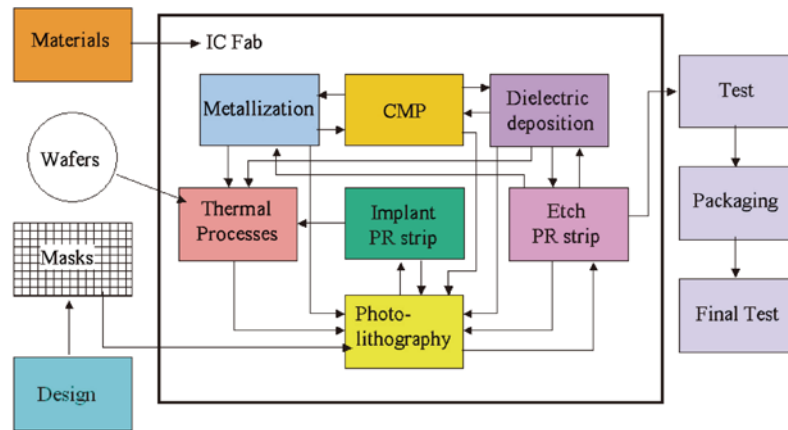 Materials
IC Fab
Metallization
CMP
Dielectric
deposition
Test
Wafers
Thermal
Processes
Implant
PR strip
Etch
PR strip
Packaging
Masks
Photo-
lithography
Final Test
Design